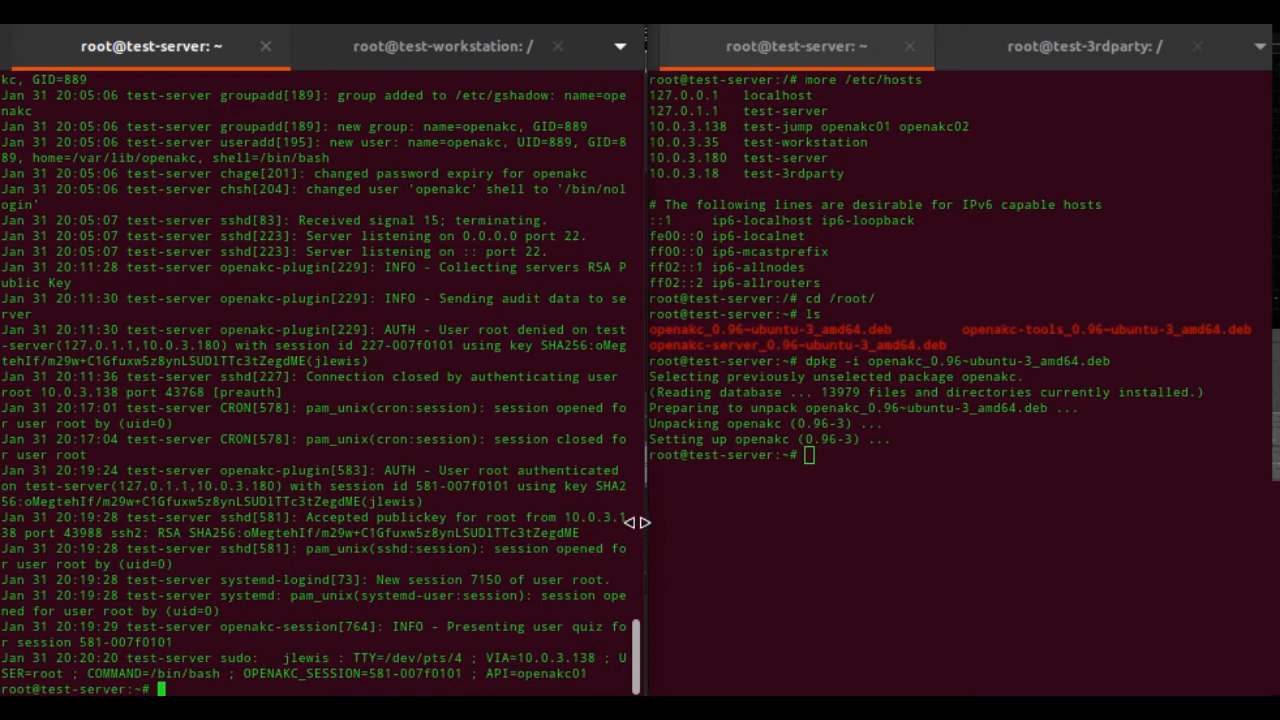 root@test-server: ~
root@test-workstation: /
root@test-server: ~
root@test-3rdparty: /
kc, GID=889
Jan 31 20:05:06 test-server groupadd[189]: group added to /etc/gshadow: name=ope
nakc
Jan 31 20:05:06 test-server groupadd[189]: new group: name=openakc, GID=889
Jan 31 20:05:06 test-server useradd[195]: new user: name=openakc, UID=889, GID=8
89, home=/var/lib/openakc, shell=/bin/bash
Jan 31 20:05:06 test-server chage[201]: changed password expiry for openakc
Jan 31 20:05:06 test-server chsh[204]: changed user 'openakc' shell to '/bin/nol
ogin'
Jan 31 20:05:07 test-server sshd[83]: Received signal 15; terminating.
Jan 31 20:05:07 test-server sshd[223]: Server listening on 0.0.0.0 port 22.
Jan 31 20:05:07 test-server sshd[223]: Server listening on :: port 22.
Jan 31 20:11:28 test-server openakc-plugin[229]: INFO - Collecting servers RSA P
ublic Key
Jan 31 20:11:30 test-server openakc-plugin[229]: INFO - Sending audit data to se
rver
Jan 31 20:11:30 test-server openakc-plugin[229]: AUTH - User root denied on test
-server(127.0.1.1,10.0.3.180) with session id 227-007f0101 using key SHA256:oMeg
tehIf/m29w+C1Gfuxw5z8ynLSUDlTTc3tZegdME(jlewis)
Jan 31 20:11:36 test-server sshd[227]: Connection closed by authenticating user
root 10.0.3.138 port 43768 [preauth]
Jan 31 20:17:01 test-server CRON[578]: pam_unix(cron:session): session opened fo
r user root by (uid=0)
Jan 31 20:17:04 test-server CRON[578]: pam_unix(cron:session): session closed fo
r user root
Jan 31 20:19:24 test-server openakc-plugin[583]: AUTH - User root authenticated
on test-server(127.0.1.1,10.0.3.180) with session id 581-007f0101 using key SHA2
56:oMegtehIf/m29w+C1Gfuxw5z8ynLSUDlTTc3tZegdME(jlewis)
Jan 31 20:19:28 test-server sshd[581]: Accepted publickey for root from 10.0.3.1
38 port 43988 ssh2: RSA SHA256:oMegtehIf/m29w+C1Gfuxw5z8ynLSUDlTTc3tZegdME
Jan 31 20:19:28 test-server sshd[581]: pam_unix(sshd:session): session opened fo
r user root by (uid=0)
Jan 31 20:19:28 test-server systemd-logind[73]: New session 7150 of user root.
Jan 31 20:19:28 test-server systemd: pam_unix(systemd-user:session): session ope
ned for user root by (uid=0)
Jan 31 20:19:29 test-server openakc-session[764]: INFO - Presenting user quiz fo
r session 581-007f0101
Jan 31 20:20:20 test-server sudo:   jlewis : TTY=/dev/pts/4 ; VIA=10.0.3.138 ; U
SER=root ; COMMAND=/bin/bash ; OPENAKC_SESSION=581-007f0101 ; API=openakc01
root@test-server:~#
root@test-server:/# more /etc/hosts
127.0.0.1   localhost
127.0.1.1   test-server
10.0.3.138  test-jump openakc01 openakc02
10.0.3.35   test-workstation
10.0.3.180  test-server
10.0.3.18   test-3rdparty
# The following lines are desirable for IPv6 capable hosts
::1     ip6-localhost ip6-loopback
fe00::0 ip6-localnet
ff00::0 ip6-mcastprefix
ff02::1 ip6-allnodes
ff02::2 ip6-allrouters
root@test-server:/# cd /root/
root@test-server:~# ls
openakc_0.96~ubuntu-3_amd64.deb         openakc-tools_0.96~ubuntu-3_amd64.deb
openakc-server_0.96~ubuntu-3_amd64.deb
root@test-server:~# dpkg -i openakc_0.96~ubuntu-3_amd64.deb
Selecting previously unselected package openakc.
(Reading database ... 13979 files and directories currently installed.)
Preparing to unpack openakc_0.96~ubuntu-3_amd64.deb ...
Unpacking openakc (0.96-3) ...
Setting up openakc (0.96-3) ...
root@test-server:~#